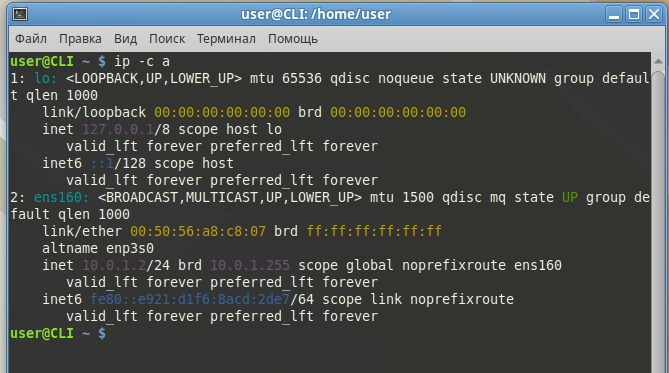 user@CLI: /home/user
Файл Правка Вид Поиск Терминал Помощь
user@CLI ~ $ ip -c a
1: lo: <LOOPBACK,UP,LOWER_UP> mtu 65536 qdisc noqueue state UNKNOWN group defaul
t qlen 1000
    link/loopback 00:00:00:00:00:00 brd 00:00:00:00:00:00
    inet 127.0.0.1/8 scope host lo
       valid_lft forever preferred_lft forever
    inet6 ::1/128 scope host
       valid_lft forever preferred_lft forever
2: ens160: <BROADCAST,MULTICAST,UP,LOWER_UP> mtu 1500 qdisc mq state UP group de
fault qlen 1000
    link/ether 00:50:56:a8:c8:07 brd ff:ff:ff:ff:ff:ff
    altname enp3s0
    inet 10.0.1.2/24 brd 10.0.1.255 scope global noprefixroute ens160
       valid_lft forever preferred_lft forever
    inet6 fe80::e921:d1f6:8acd:2de7/64 scope link noprefixroute
       valid_lft forever preferred_lft forever
user@CLI ~ $